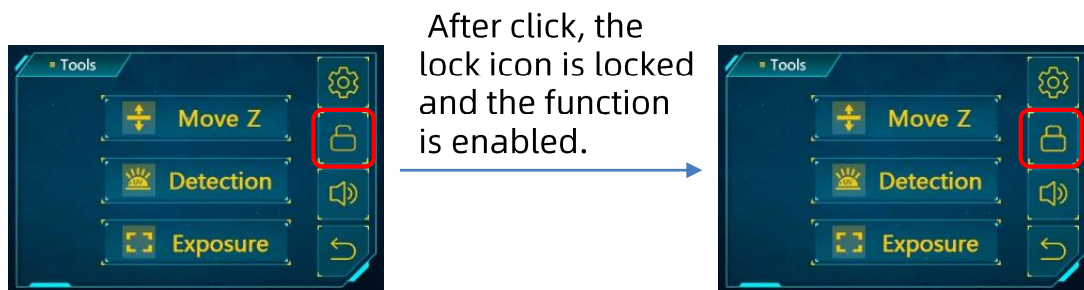 Tools
Move Z
Detection
Exposure
After click, the
lock icon is locked
and the function
is enabled.
Tools
Move Z
Detection
Exposure